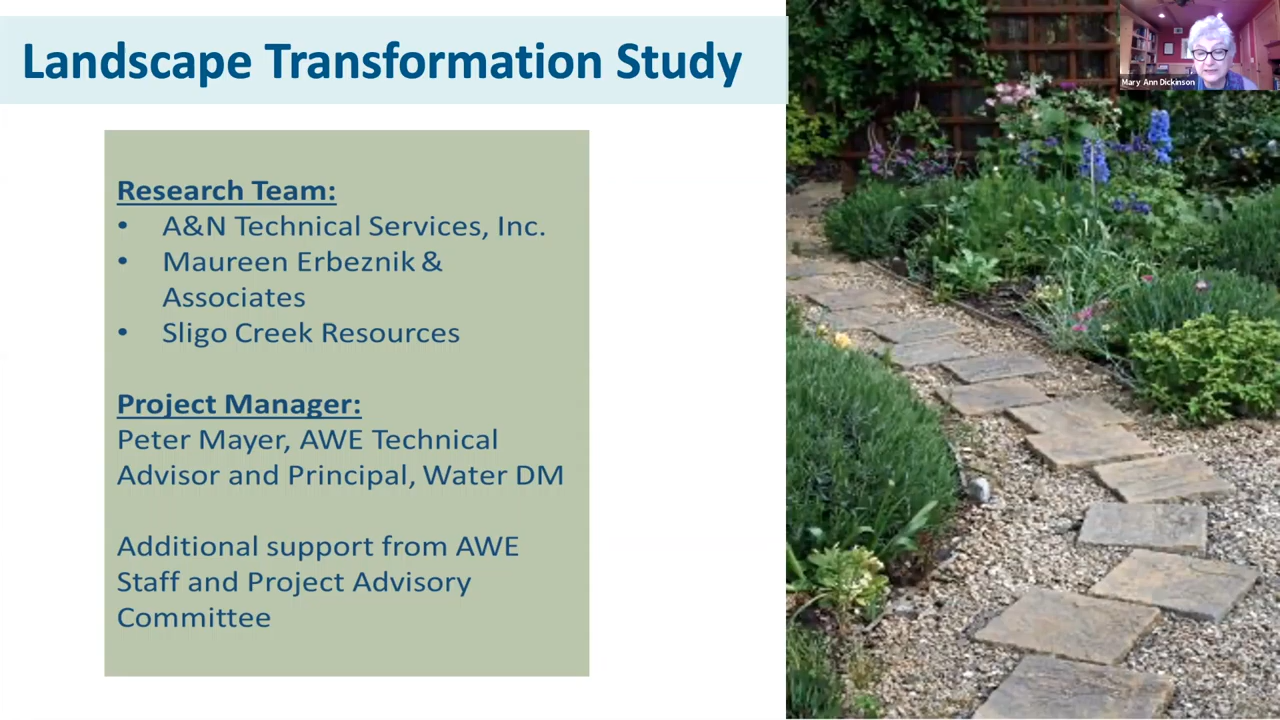 Landscape Transformation Study
Mary Ann Dickinson
Research Team:
• A&N Technical Services, Inc.
• Maureen Erbeznik &
Associates
• Sligo Creek Resources
Project Manager:
Peter Mayer, AWE Technical
Advisor and Principal, Water DM
Additional support from AWE
Staff and Project Advisory
Committee